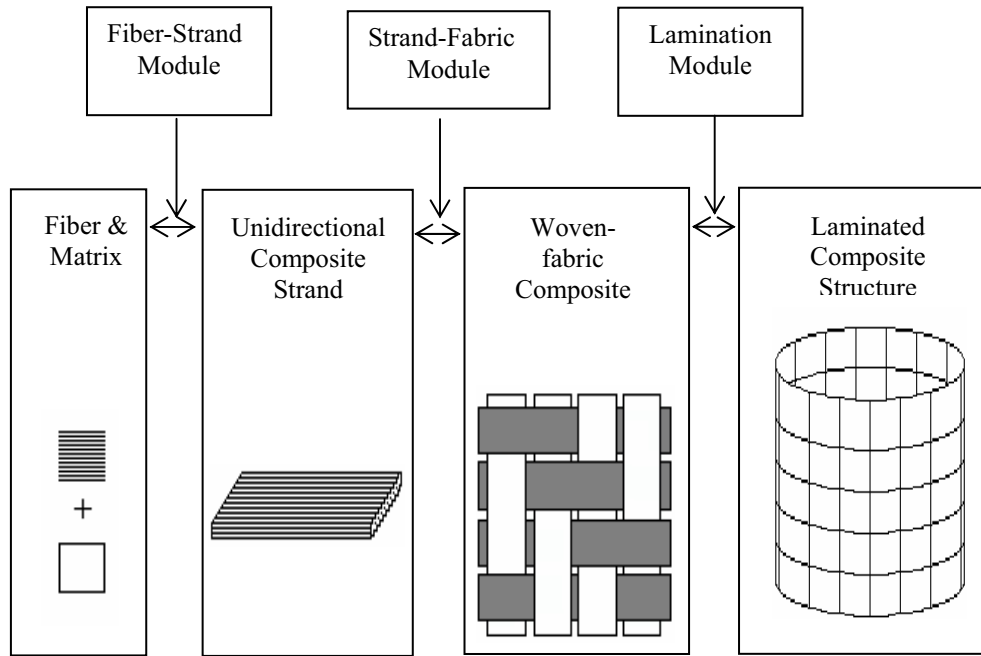 Fiber-Strand
Module
Strand-Fabric
Module
Lamination
Module
Fiber &
Matrix
Unidirectional
Composite
Strand
Woven-
fabric
Composite
Laminated
Composite
Structure
+